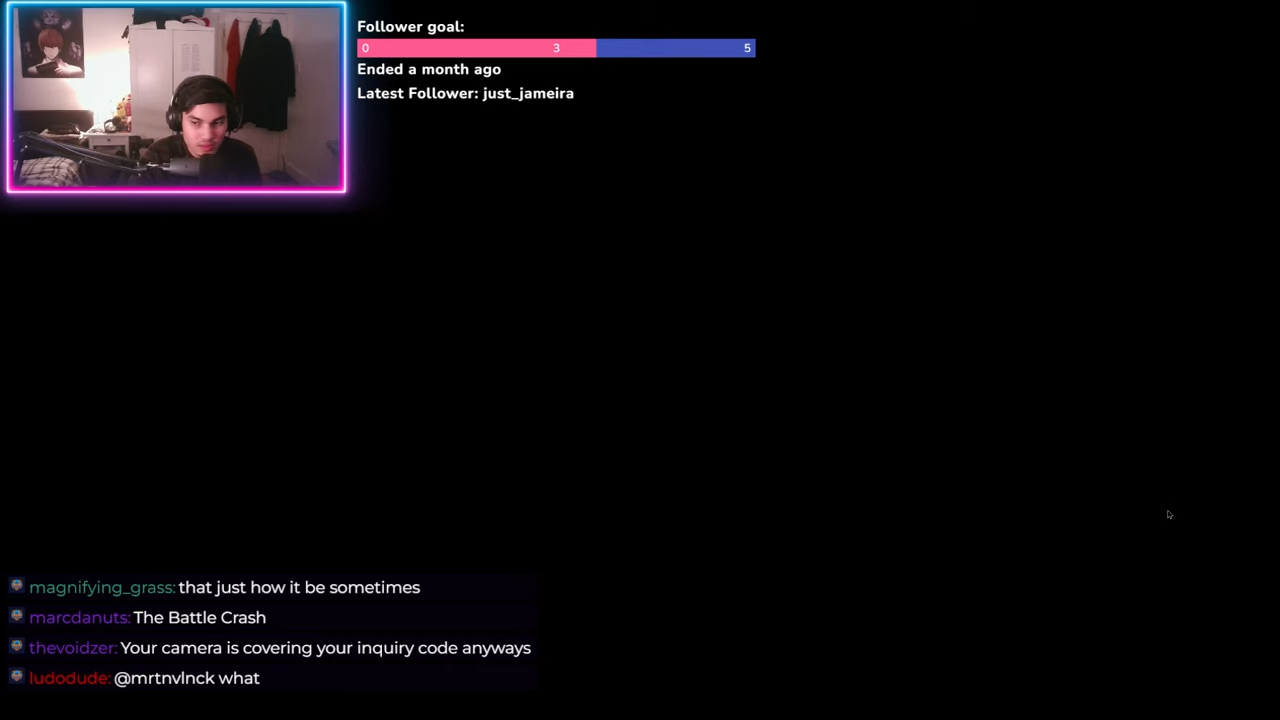 Follower goal:
0 3 5
Ended a month ago
Latest Follower: just_jameira
magnifying_grass: that just how it be sometimes
marcdanuts: The Battle Crash
thevoidzer: Your camera is covering your inquiry code anyways
ludodude: @mrtnvlnck what